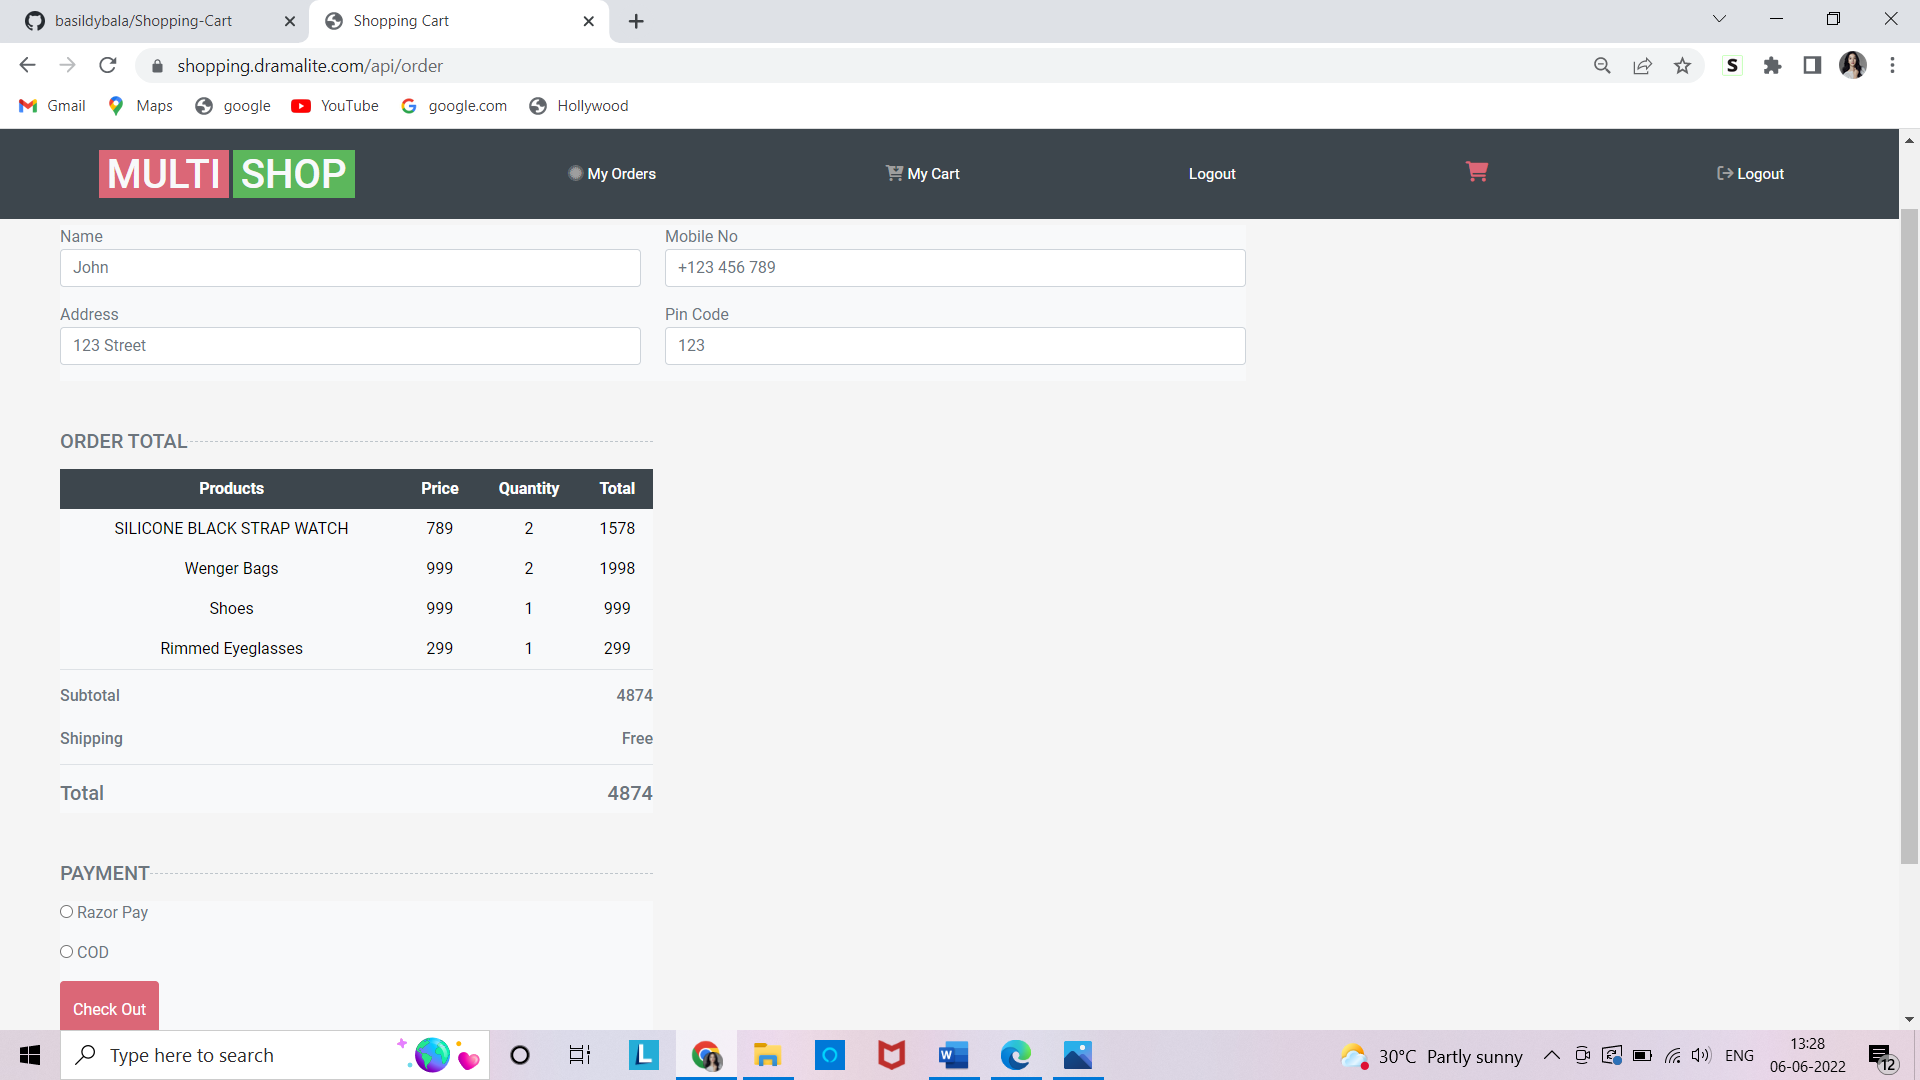 basildybala/Shopping-Cart
Shopping Cart
shopping.dramalite.com/api/order
S
Gmail
Maps
google
YouTube
google.com
Hollywood
MULTI SHOP
My Orders
My Cart
Logout
Logout
Name
Mobile No
John
+123 456 789
Address
Pin Code
123 Street
123
ORDER TOTAL
Products Price Quantity Total
SILICONE BLACK STRAP WATCH 789 2 1578
Wenger Bags 999 2 1998
Shoes 999 1 999
Rimmed Eyeglasses 299 1 299
Subtotal 4874
Shipping Free
Total 4874
PAYMENT
Razor Pay
COD
Check Out
Type here to search
L
W
30°C Partly sunny
ENG
13:28
06-06-2022
12